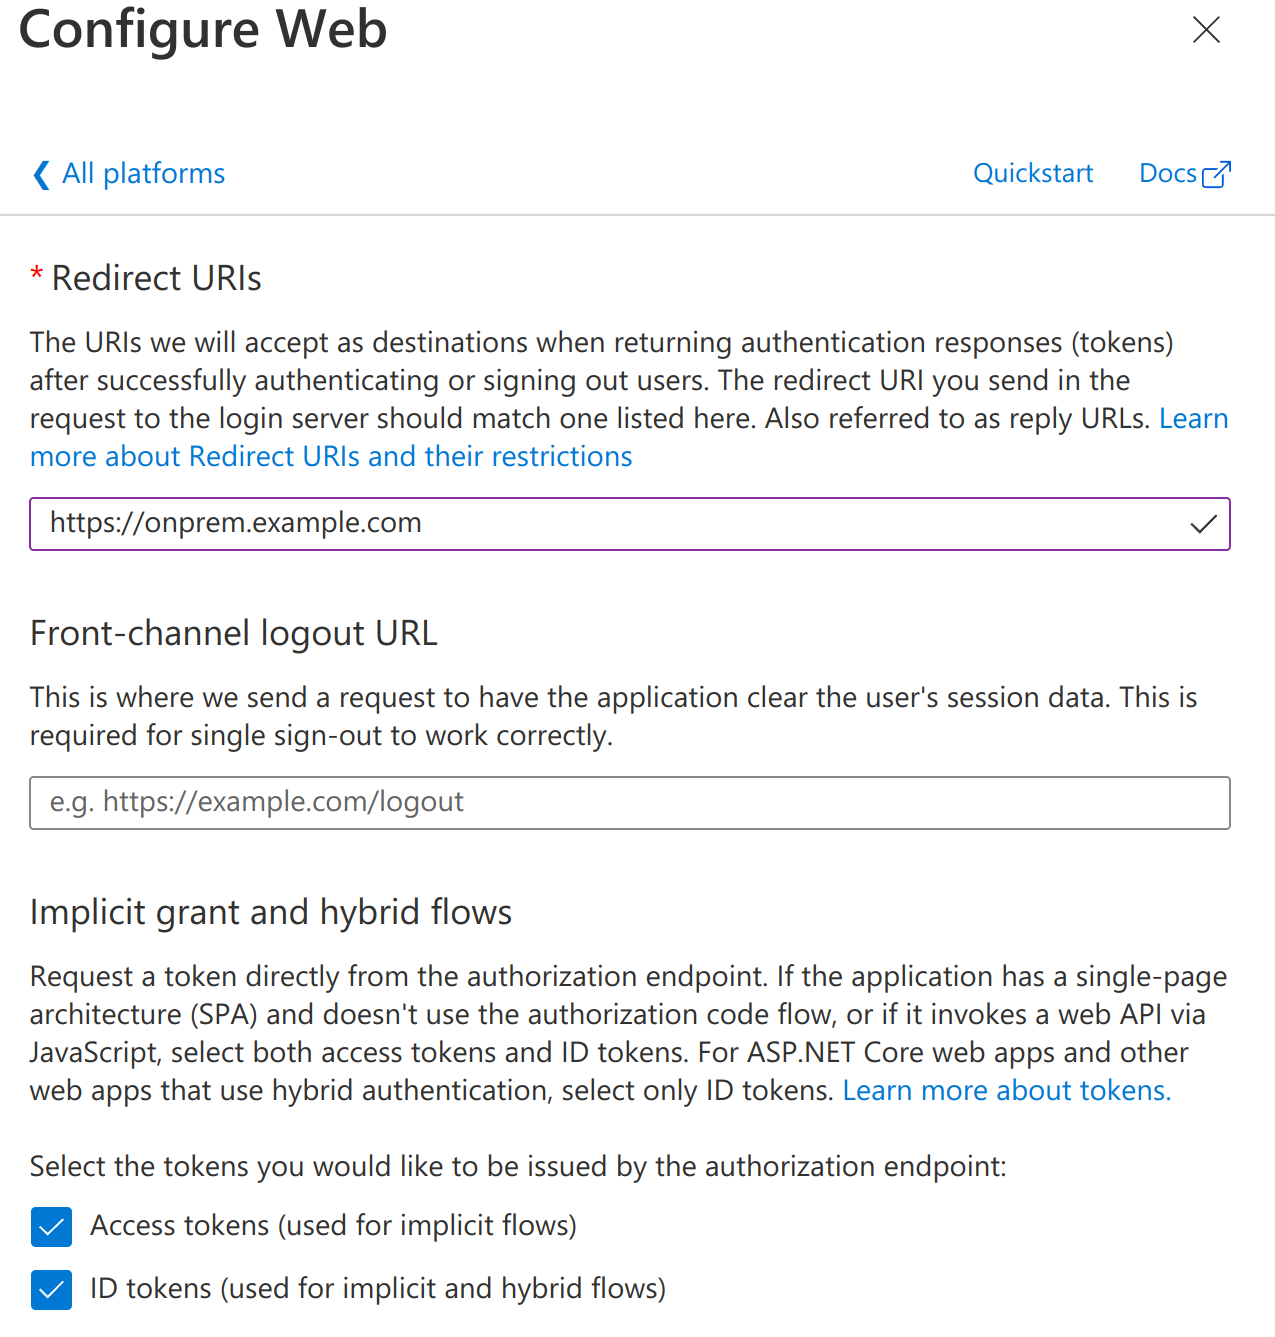 Configure Web
All platforms
Quickstart
Docs
* Redirect URIs
The URIs we will accept as destinations when returning authentication responses (tokens)
after successfully authenticating or signing out users. The redirect URI you send in the
request to the login server should match one listed here. Also referred to as reply URLs. Learn
more about Redirect URIs and their restrictions
https://onprem.example.com
Front-channel logout URL
This is where we send a request to have the application clear the user's session data. This is
required for single sign-out to work correctly.
e.g. https://example.com/logout
Implicit grant and hybrid flows
Request a token directly from the authorization endpoint. If the application has a single-page
architecture (SPA) and doesn't use the authorization code flow, or if it invokes a web API via
JavaScript, select both access tokens and ID tokens. For ASP.NET Core web apps and other
web apps that use hybrid authentication, select only ID tokens. Learn more about tokens.
Select the tokens you would like to be issued by the authorization endpoint:
Access tokens (used for implicit flows)
ID tokens (used for implicit and hybrid flows)